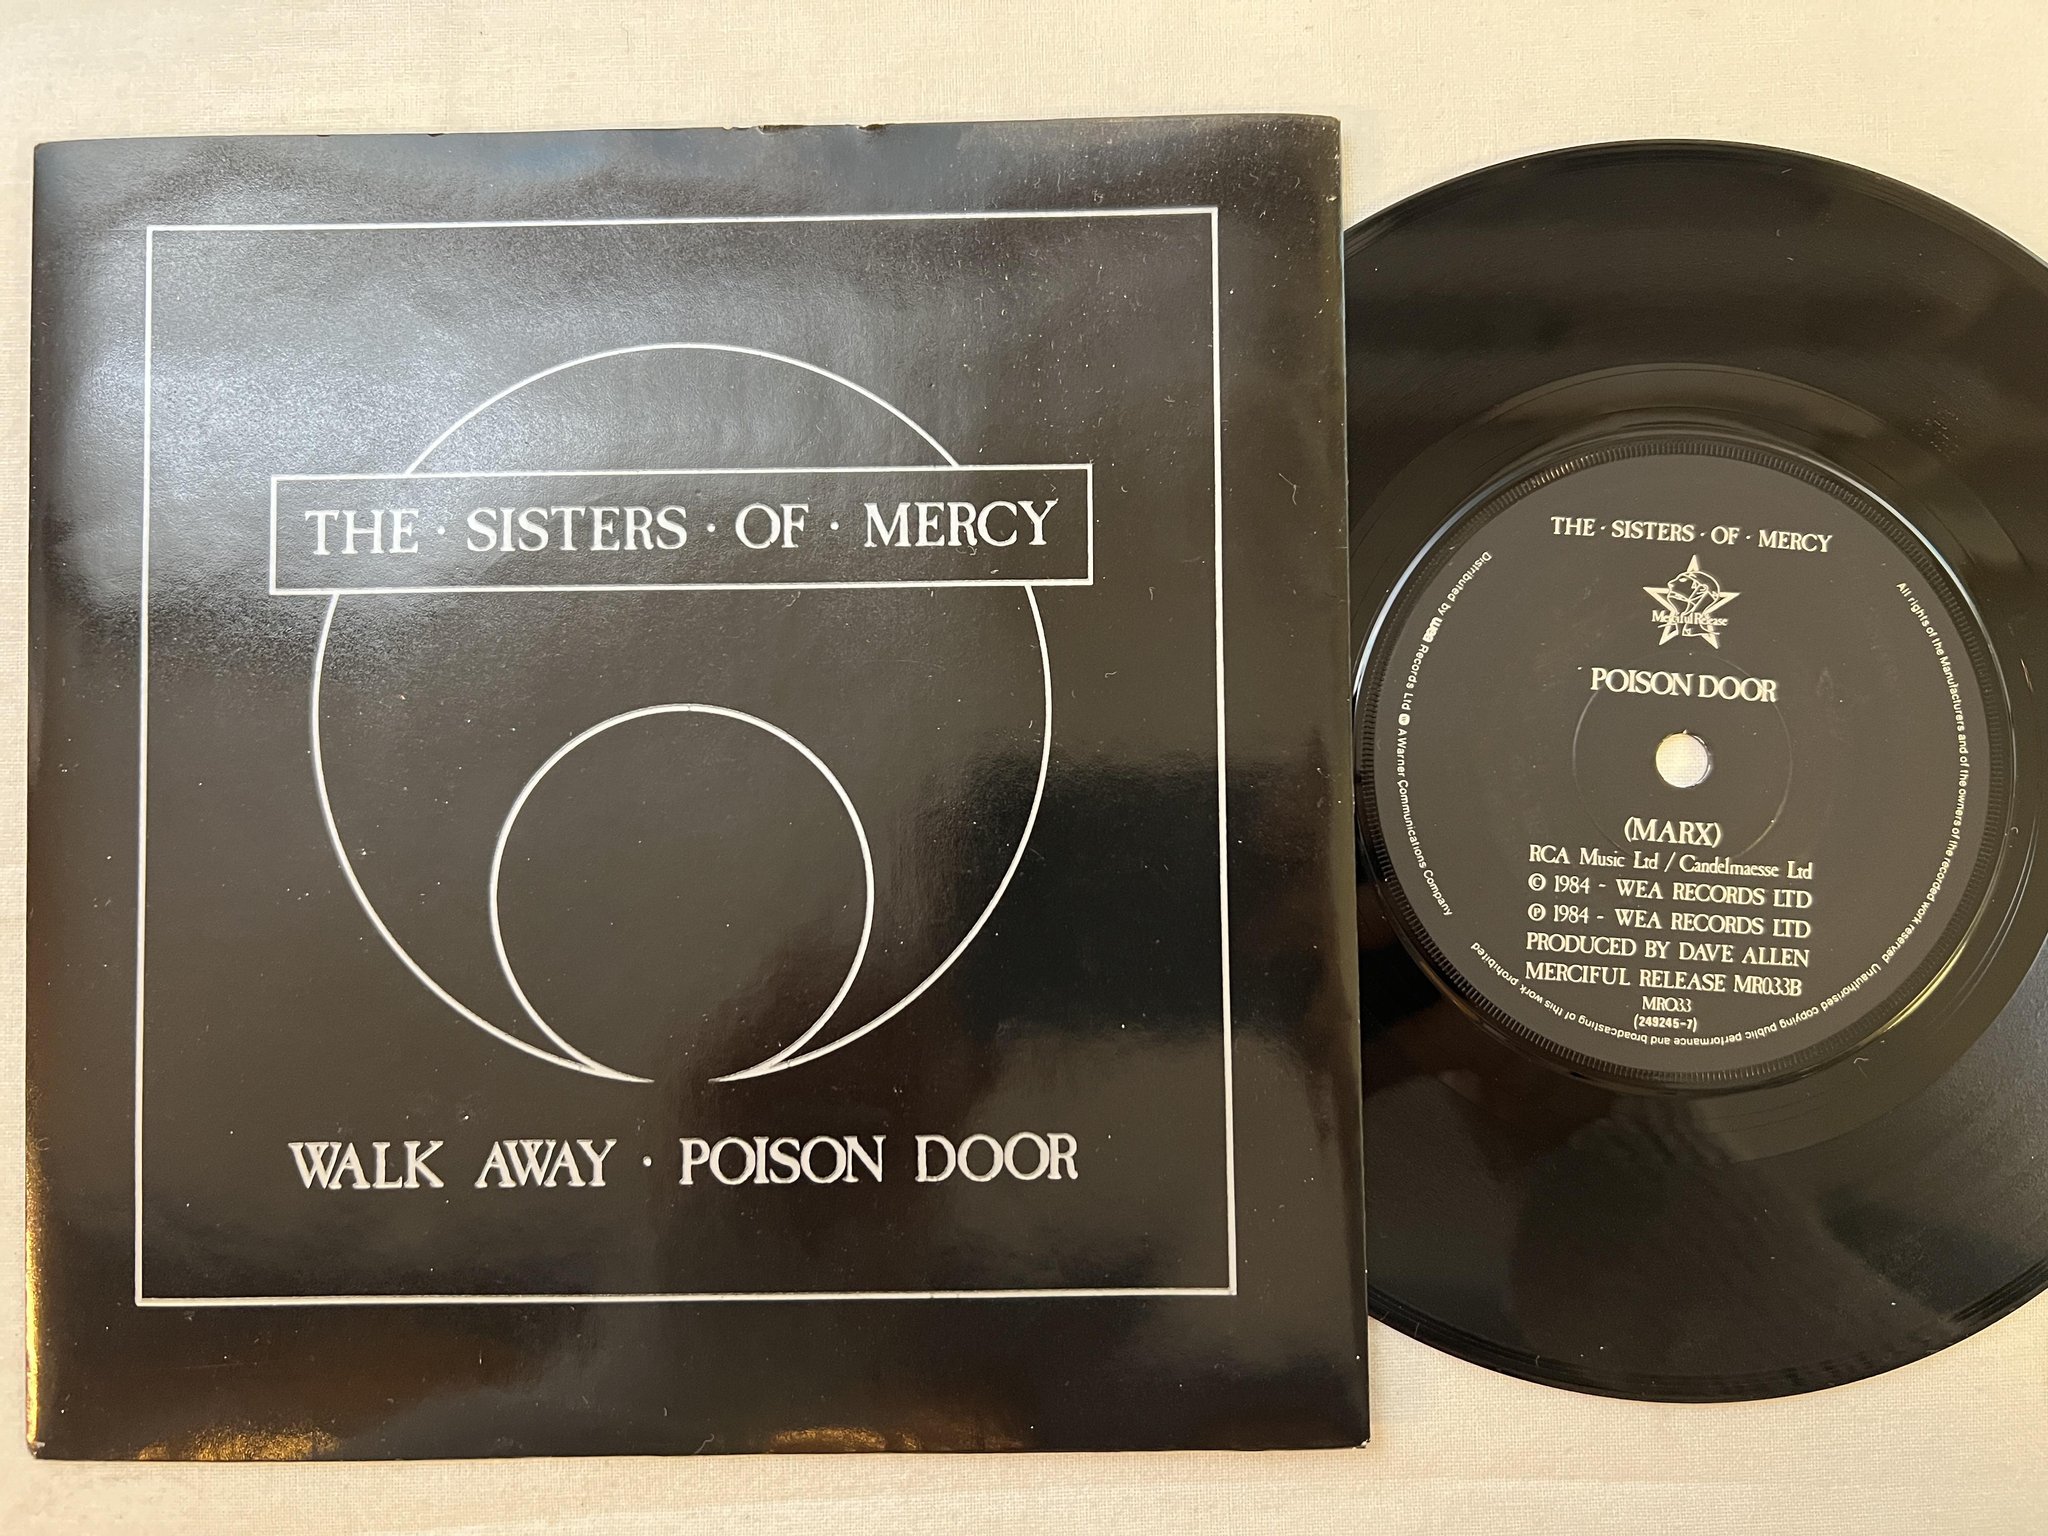 THE · SISTERS · OF · MERCY
WALK AWAY · POISON DOOR
THE · SISTERS · OF · MERCY
Merciful Release
POISON DOOR
(MARX)
RCA Music Ltd / Candelmaesse Ltd
© 1984 - WEA RECORDS LTD
℗ 1984 - WEA RECORDS LTD
PRODUCED BY DAVE ALLEN
MERCIFUL RELEASE MR033B
MR033
(249245-7)
Distributed by wea Records Ltd. A Warner Communications Company
All rights of the Manufacturers and of the owners of the recorded work reserved. Unauthorised copying public performance and broadcasting of this work prohibited